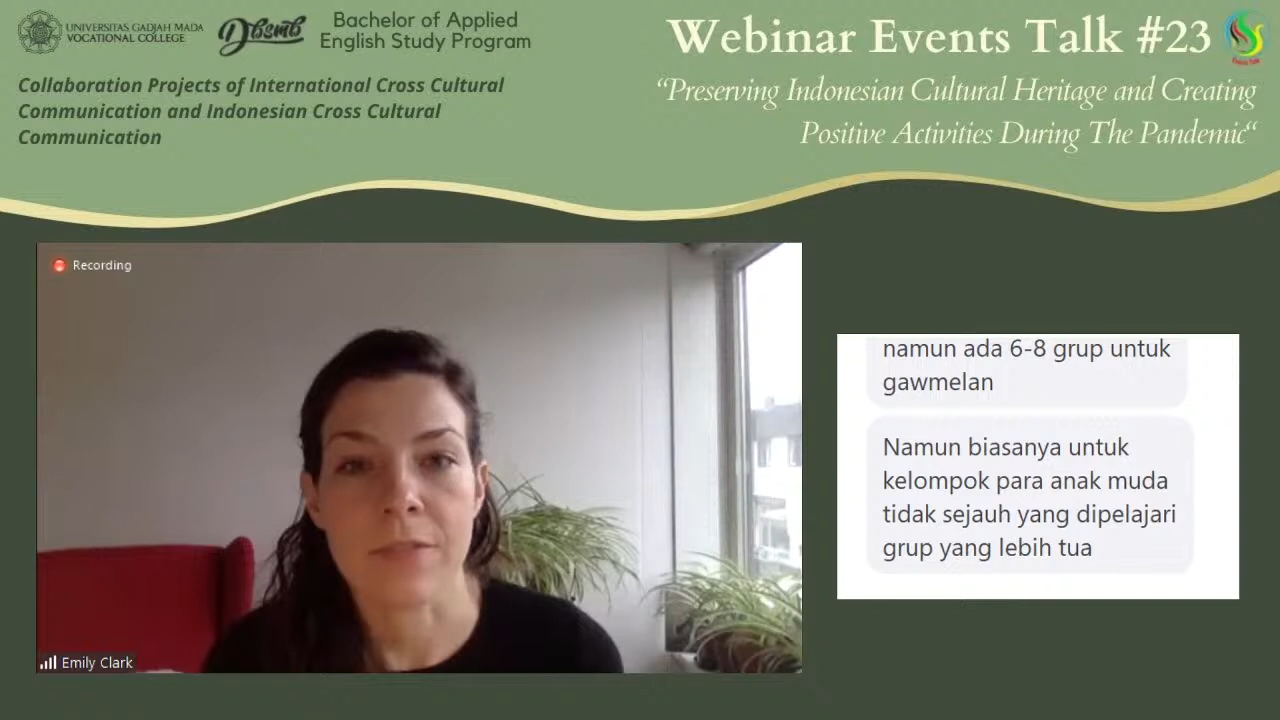 UNIVERSITAS GADJAH MADA
VOCATIONAL COLLEGE
Dbsmb
Bachelor of Applied
English Study Program
Collaboration Projects of International Cross Cultural
Communication and Indonesian Cross Cultural
Communication
Webinar Events Talk #23
“Preserving Indonesian Cultural Heritage and Creating
Positive Activities During The Pandemic“
Recording
Emily Clark
namun ada 6-8 grup untuk
gawmelan
Namun biasanya untuk
kelompok para anak muda
tidak sejauh yang dipelajari
grup yang lebih tua